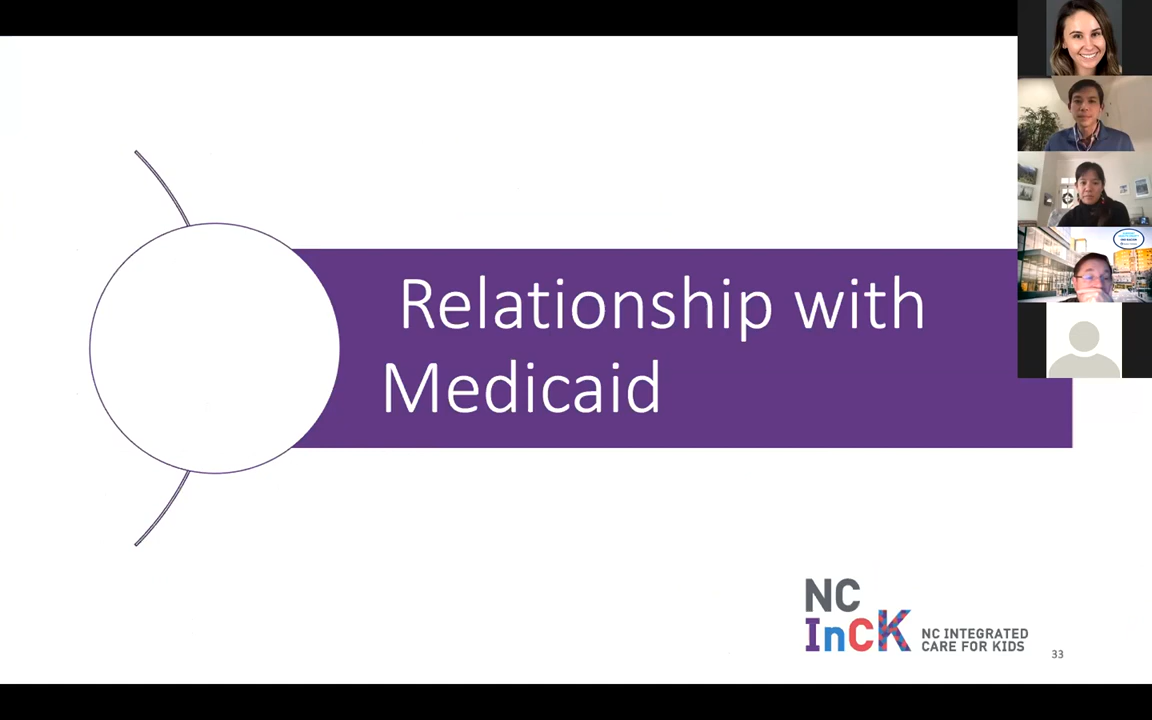 Relationship with
Medicaid
NC
InCK
NC INTEGRATED
CARE FOR KIDS
33